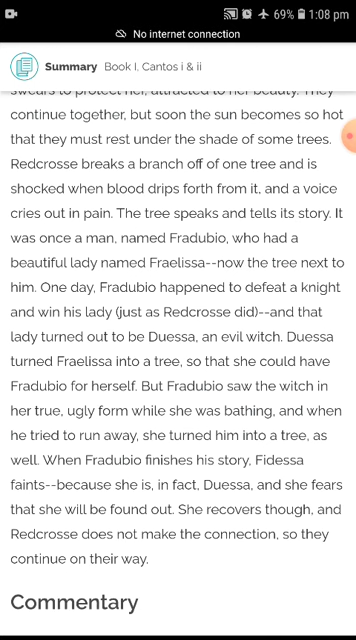 69% 1:08 pm
No internet connection
Summary Book I, Cantos i & ii
swears to protect her, attracted to her beauty. They
continue together, but soon the sun becomes so hot
that they must rest under the shade of some trees.
Redcrosse breaks a branch off of one tree and is
shocked when blood drips forth from it, and a voice
cries out in pain. The tree speaks and tells its story. It
was once a man, named Fradubio, who had a
beautiful lady named Fraelissa--now the tree next to
him. One day, Fradubio happened to defeat a knight
and win his lady (just as Redcrosse did)--and that
lady turned out to be Duessa, an evil witch. Duessa
turned Fraelissa into a tree, so that she could have
Fradubio for herself. But Fradubio saw the witch in
her true, ugly form while she was bathing, and when
he tried to run away, she turned him into a tree, as
well. When Fradubio finishes his story, Fidessa
faints--because she is, in fact, Duessa, and she fears
that she will be found out. She recovers though, and
Redcrosse does not make the connection, so they
continue on their way.
Commentary